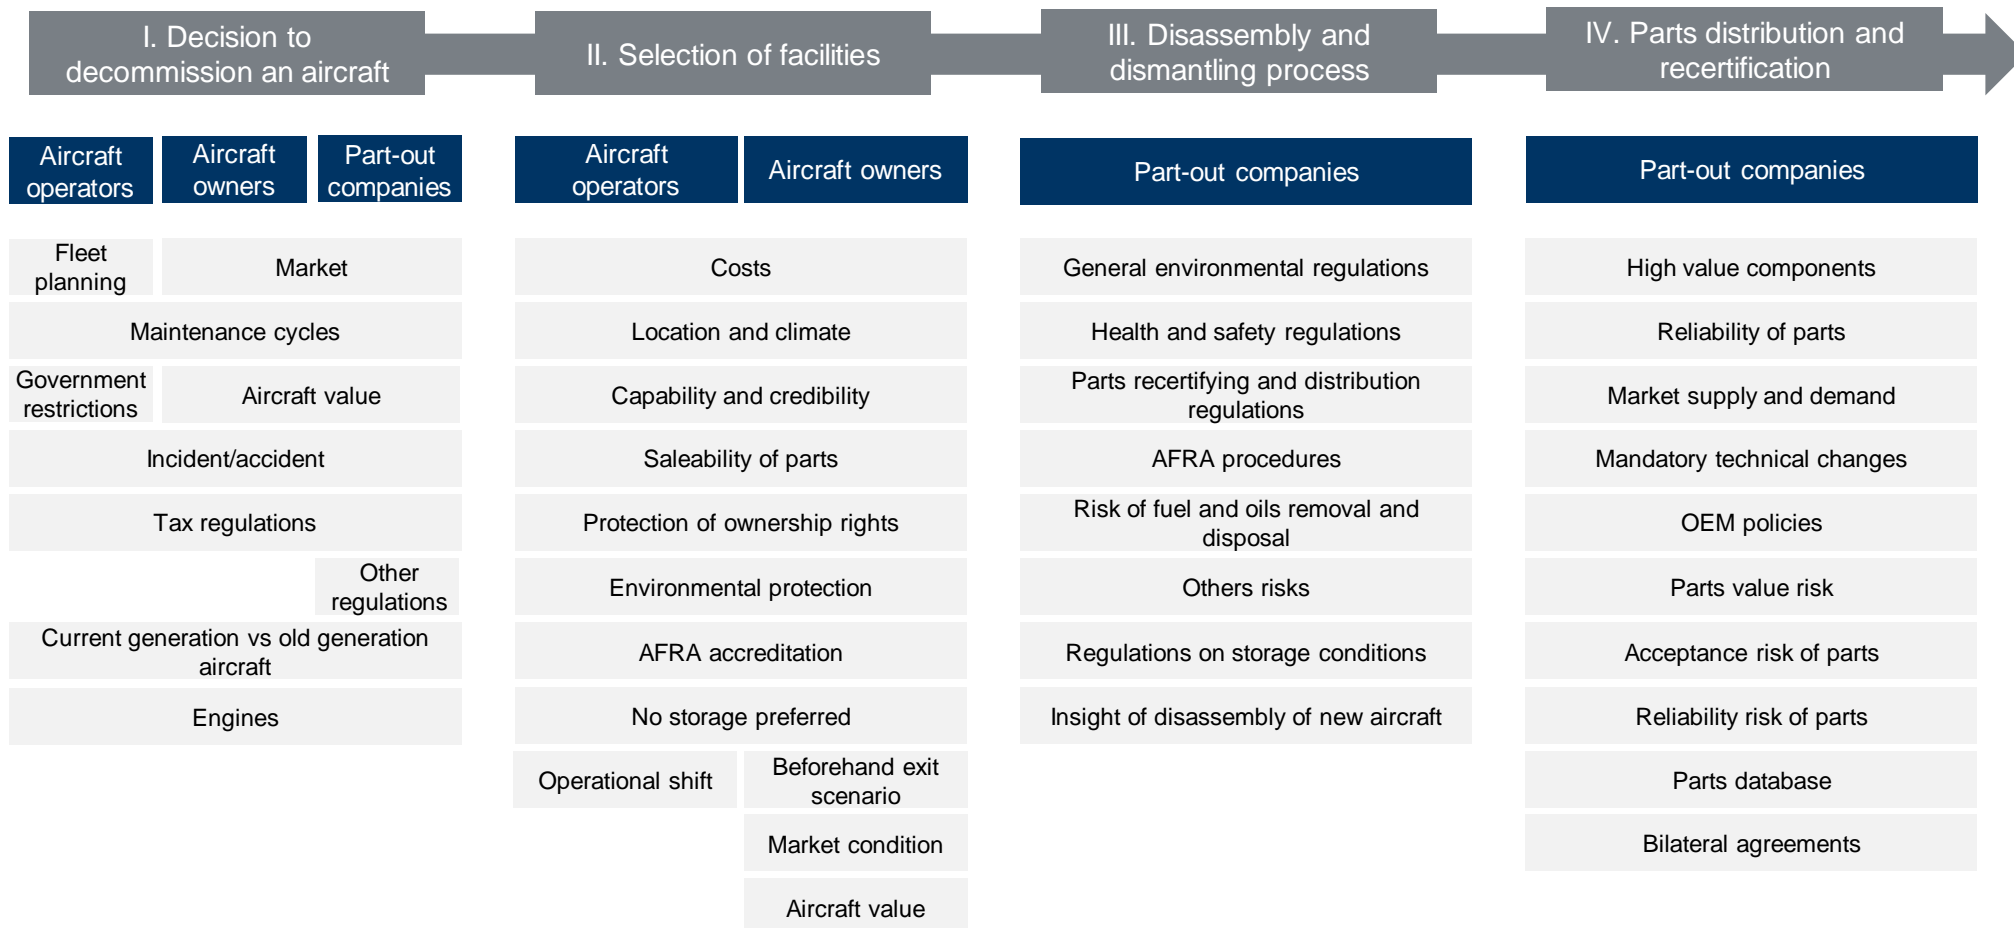 I. Decision to
decommission an aircraft
II. Selection of facilities
III. Disassembly and
dismantling process
IV. Parts distribution and
recertification
Aircraft
operators
Aircraft
owners
Part-out
companies
Fleet
planning
Market
Maintenance cycles
Government
restrictions
Aircraft value
Incident/accident
Tax regulations
Other
regulations
Current generation vs old generation
aircraft
Engines
Aircraft
operators
Aircraft owners
Costs
Location and climate
Capability and credibility
Saleability of parts
Protection of ownership rights
Environmental protection
AFRA accreditation
No storage preferred
Operational shift
Beforehand exit
scenario
Market condition
Aircraft value
Part-out companies
General environmental regulations
Health and safety regulations
Parts recertifying and distribution
regulations
AFRA procedures
Risk of fuel and oils removal and
disposal
Others risks
Regulations on storage conditions
Insight of disassembly of new aircraft
Part-out companies
High value components
Reliability of parts
Market supply and demand
Mandatory technical changes
OEM policies
Parts value risk
Acceptance risk of parts
Reliability risk of parts
Parts database
Bilateral agreements